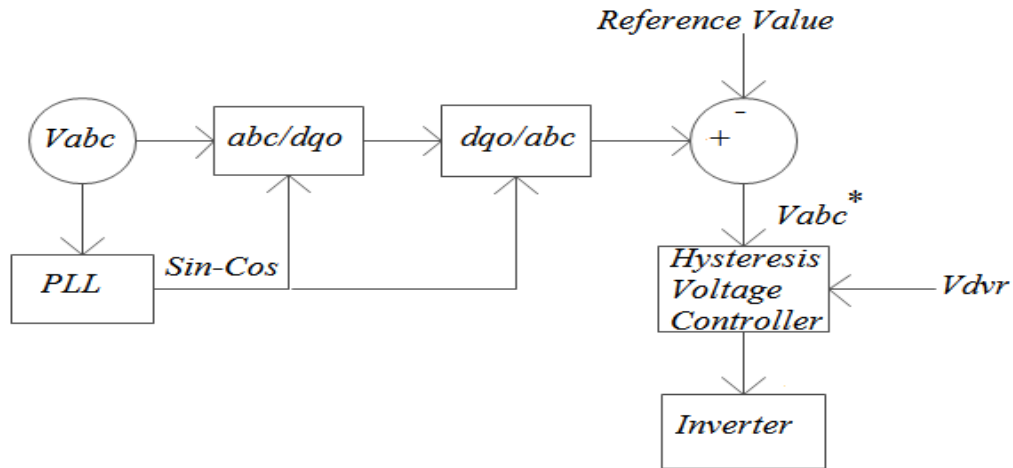 Reference Value
-
+
Vabc
abc/dqo
dqo/abc
Vabc*
PLL
Sin-Cos
Hysteresis
Voltage
Controller
Vdvr
Inverter